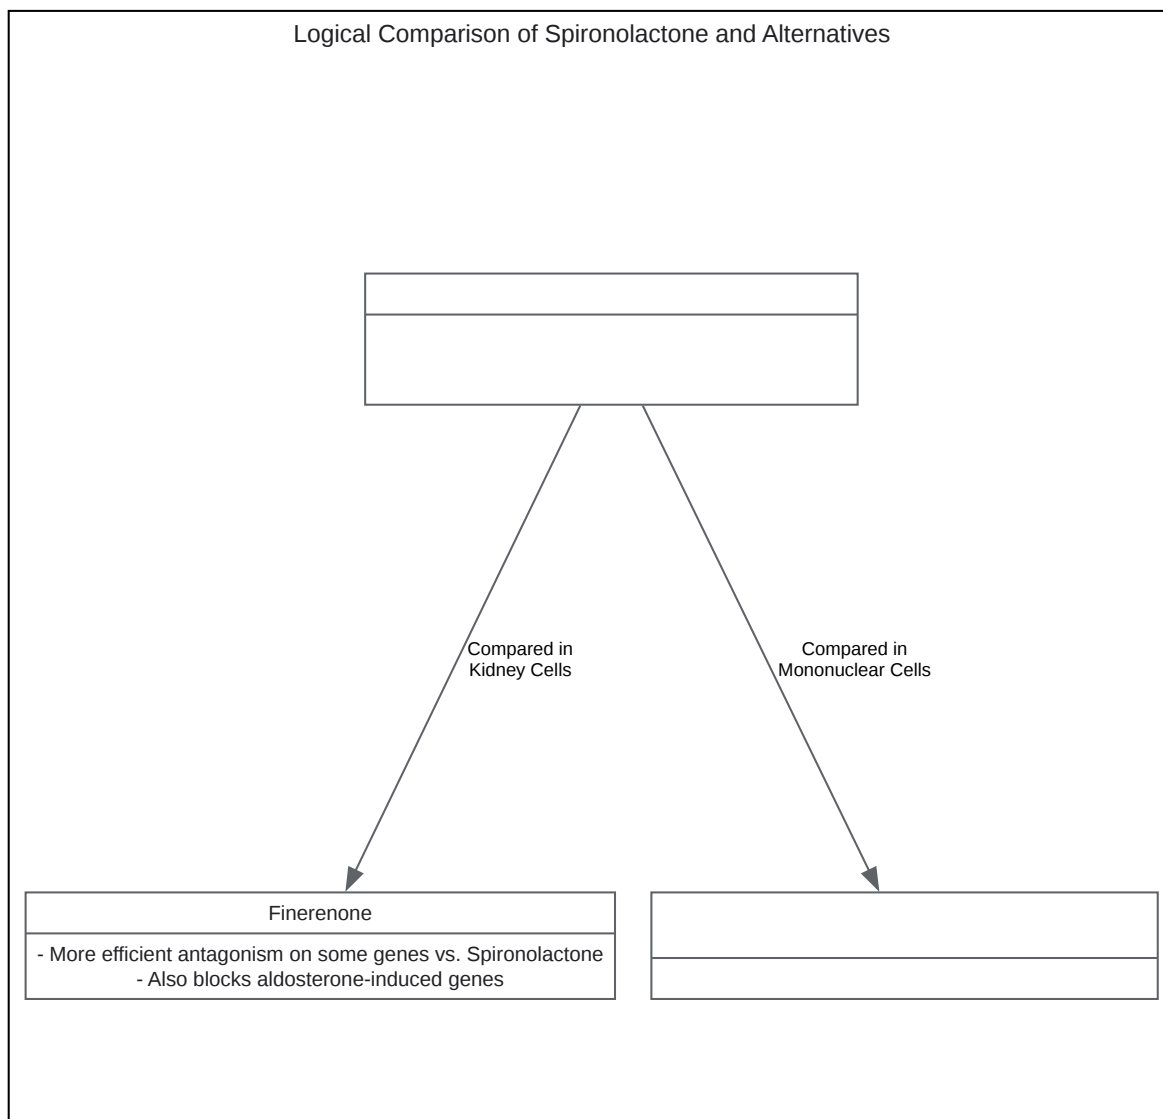 Logical Comparison of Spironolactone and Alternatives
Compared in
Kidney Cells
Compared in
Mononuclear Cells
Finerenone
- More efficient antagonism on some genes vs. Spironolactone
- Also blocks aldosterone-induced genes